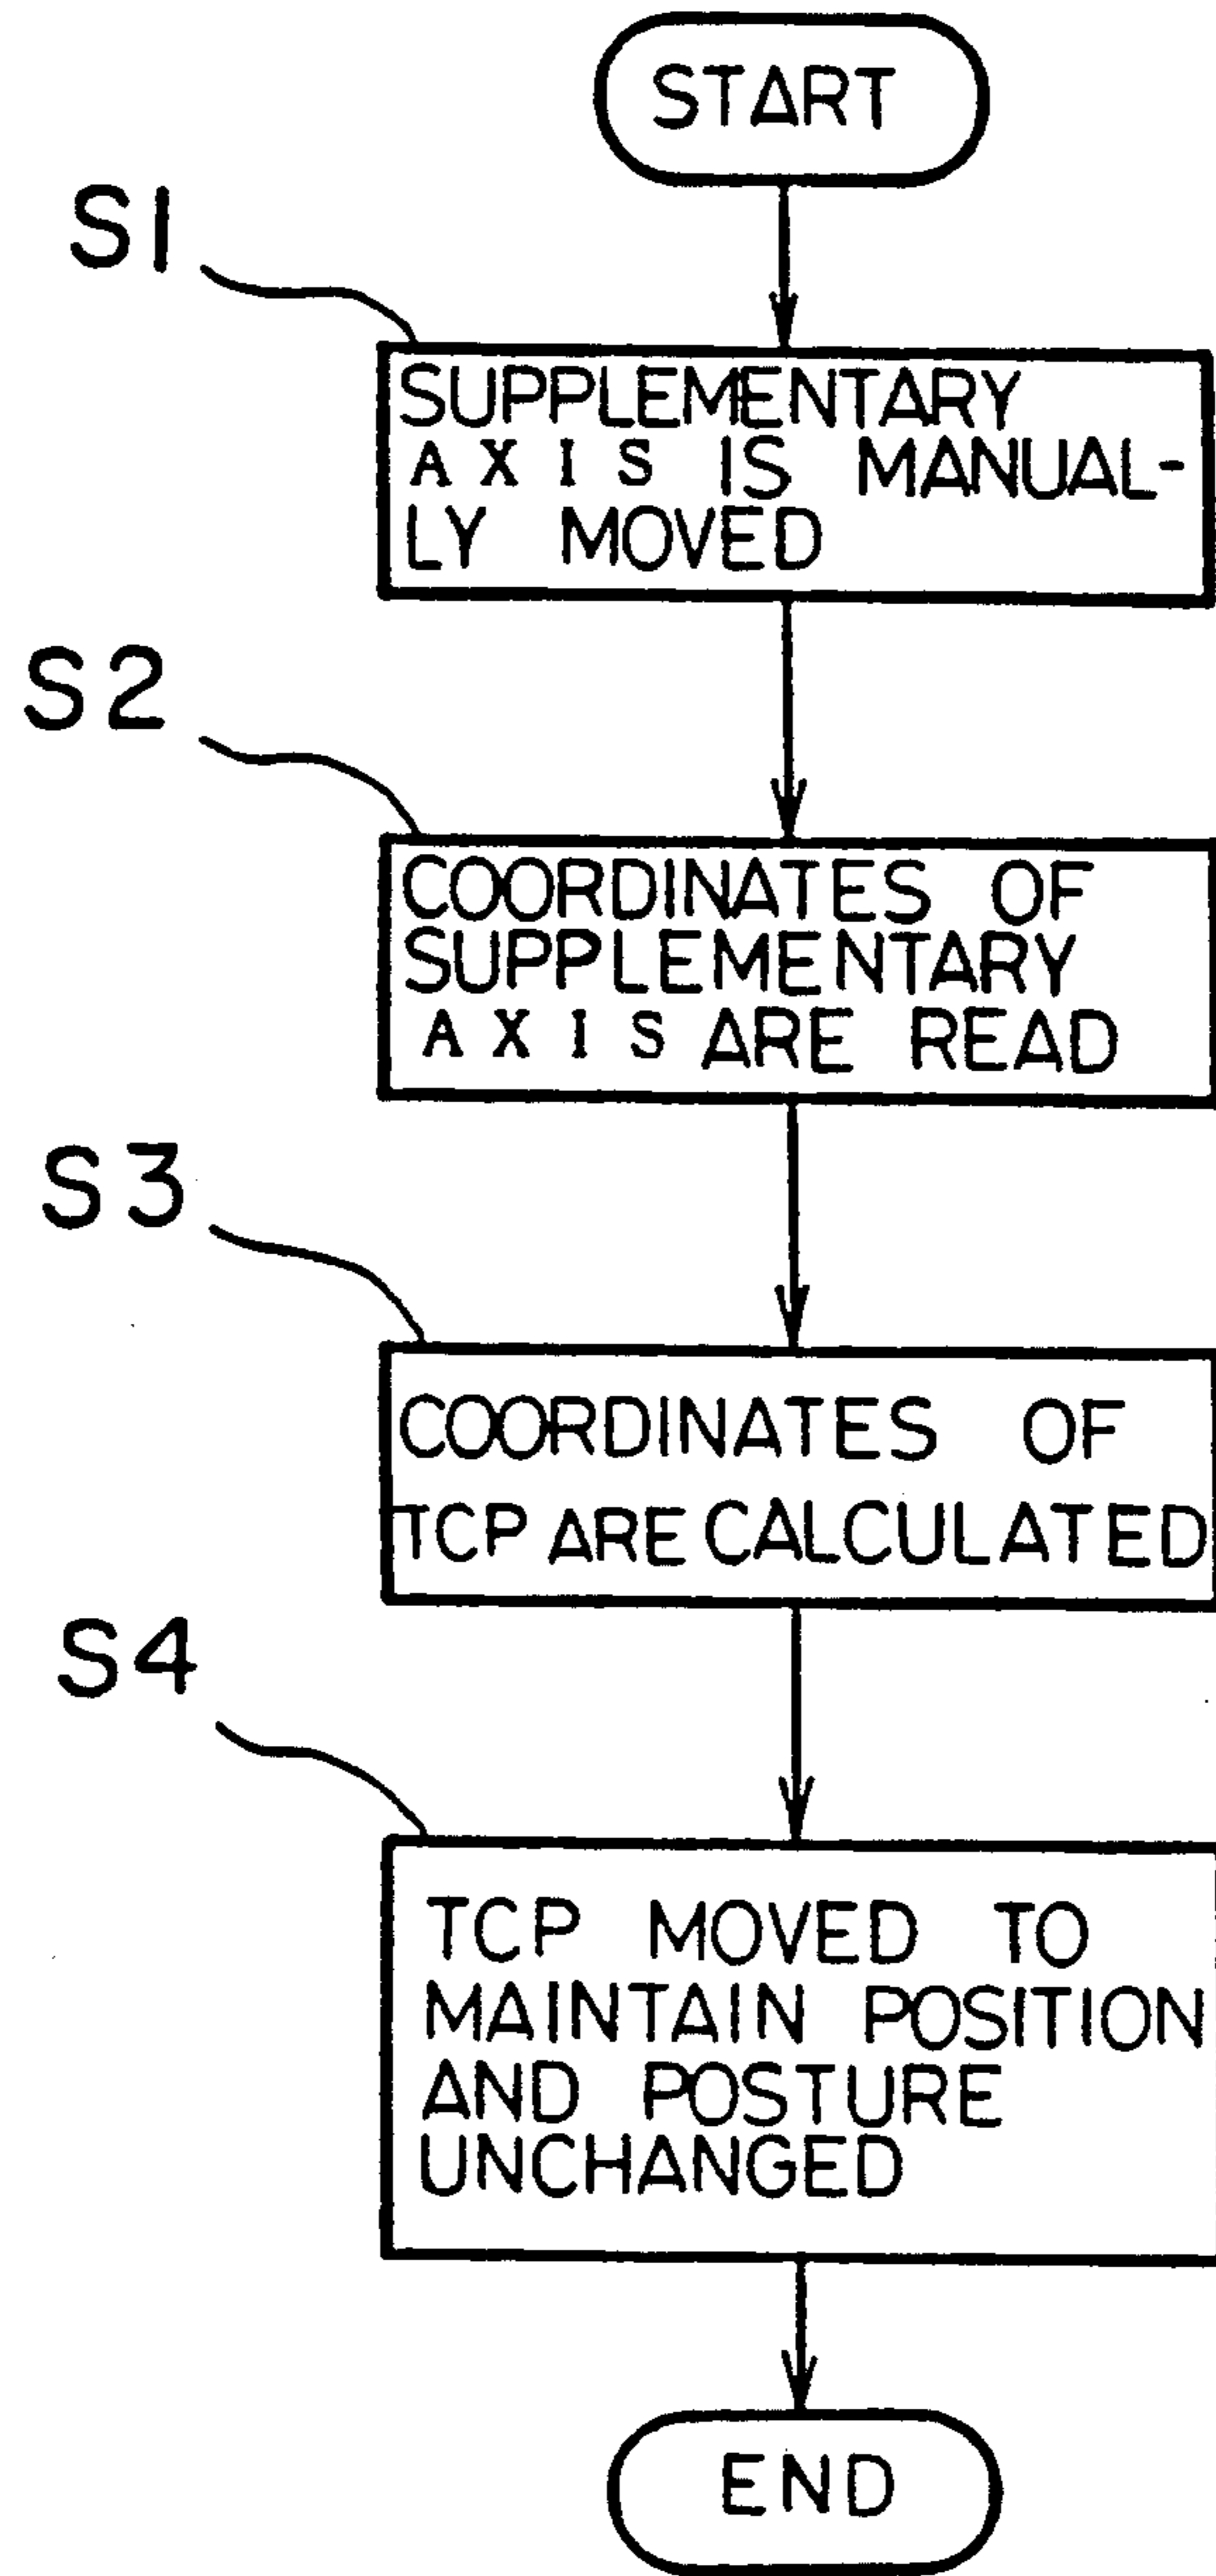 START
S1
SUPPLEMENTARY
AXIS IS MANUAL-
LY MOVED
S2
COORDINATES OF
SUPPLEMENTARY
AXIS ARE READ
S3
COORDINATES OF
TCP ARE CALCULATED
S4
TCP MOVED TO
MAINTAIN POSITION
AND POSTURE
UNCHANGED
END